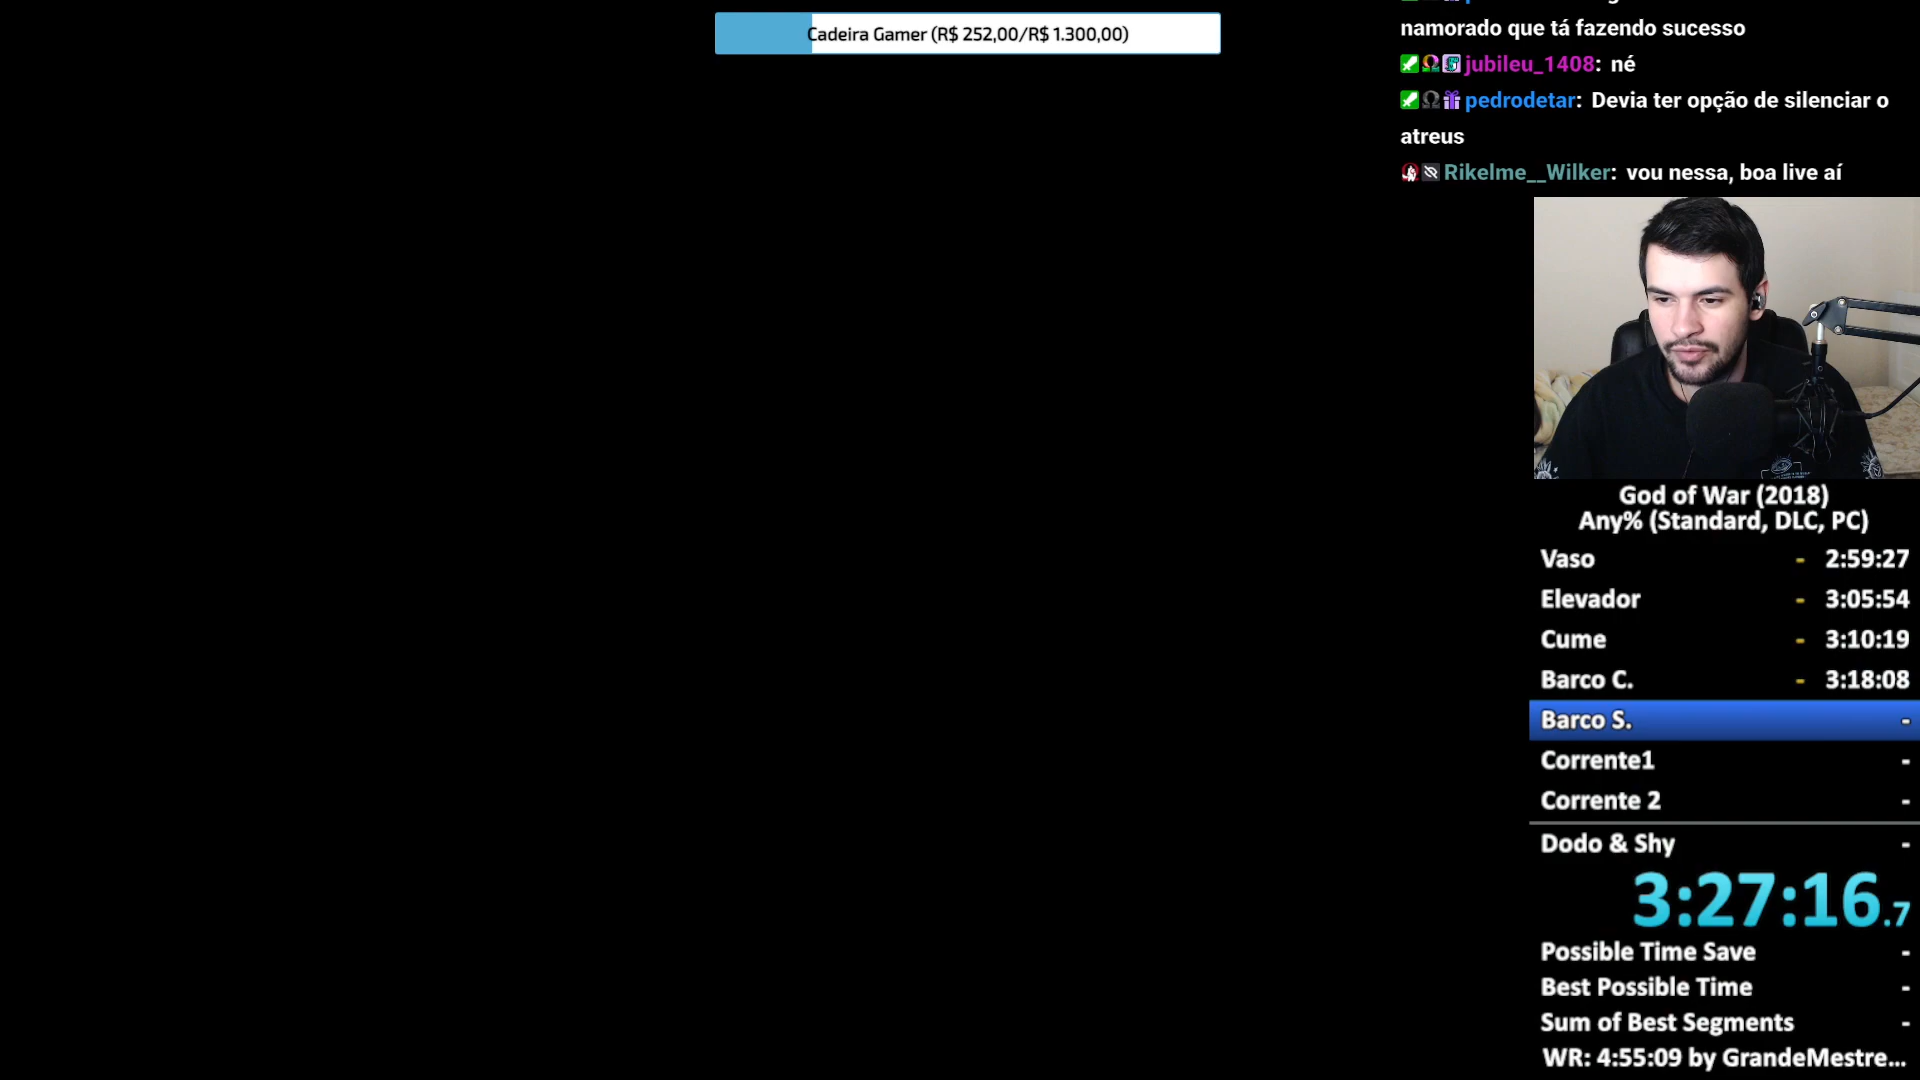 Cadeira Gamer (R$ 252,00/R$ 1.300,00)
namorado que tá fazendo sucesso
jubileu_1408: né
pedrodetar: Devia ter opção de silenciar o
atreus
Rikelme__Wilker: vou nessa, boa live aí
God of War (2018)
Any% (Standard, DLC, PC)
Vaso - 2:59:27
Elevador - 3:05:54
Cume - 3:10:19
Barco C. - 3:18:08
Barco S. -
Corrente1 -
Corrente 2 -
Dodo & Shy -
3:27:16.7
Possible Time Save -
Best Possible Time -
Sum of Best Segments -
WR: 4:55:09 by GrandeMestre...